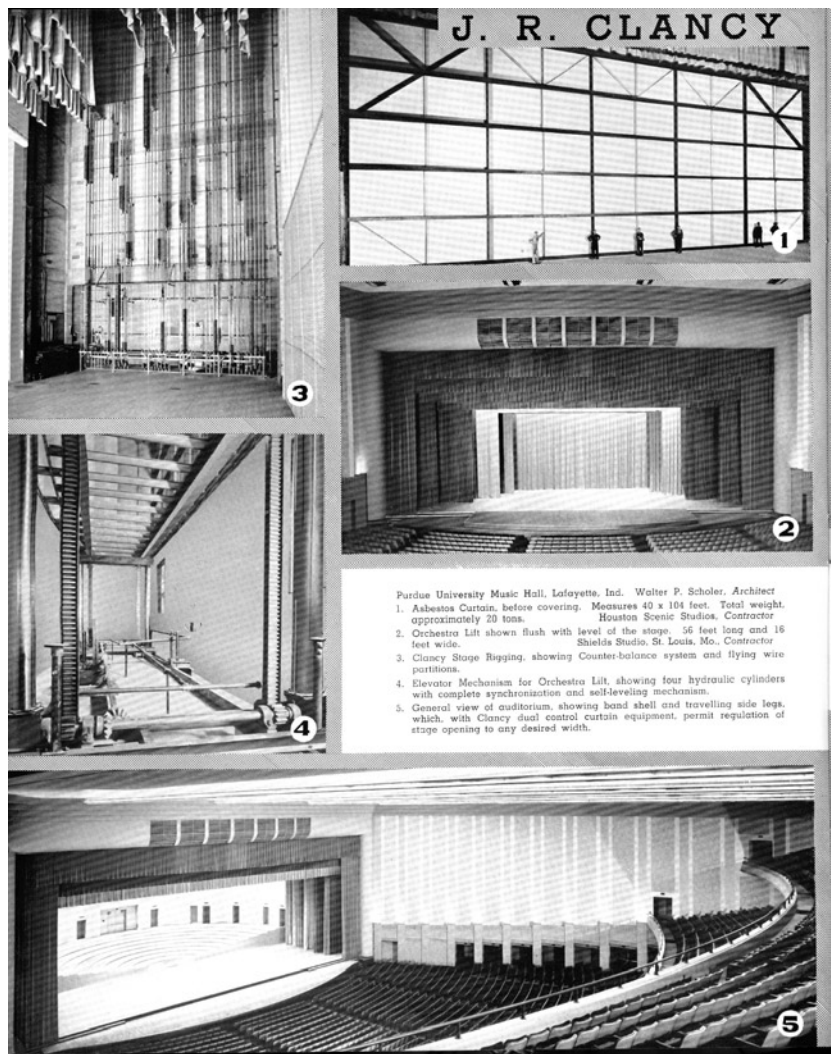 J. R. CLANCY
1
3
2
4
Purdue University Music Hall, Lafayette, Ind. Walter P. Scholer, Architect
1. Asbestos Curtain, before covering. Measures 40 x 104 feet. Total weight,
approximately 20 tons. Houston Scenic Studios, Contractor
2. Orchestra Lift shown flush with level of the stage. 56 feet long and 16
feet wide. Shields Studio, St. Louis, Mo., Contractor
3. Clancy Stage Rigging, showing Counter-balance system and flying wire
partitions.
4. Elevator Mechanism for Orchestra Lift, showing four hydraulic cylinders
with complete synchronization and self-leveling mechanism.
5. General view of auditorium, showing band shell and travelling side legs,
which, with Clancy dual control curtain equipment, permit regulation of
stage opening to any desired width.
5